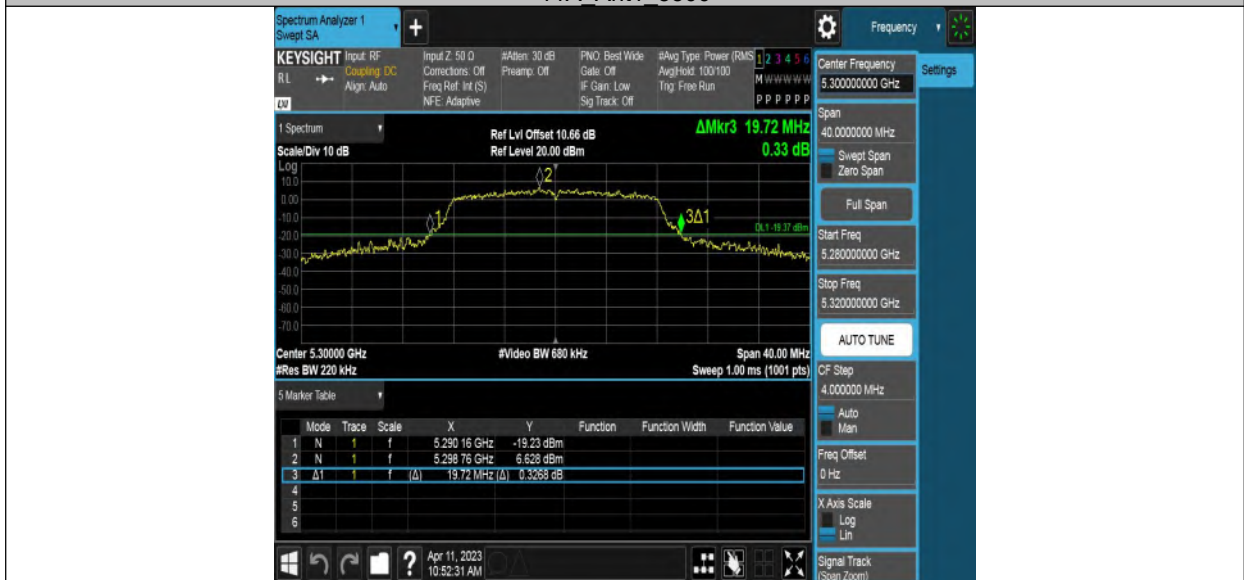 Spectrum Analyzer 1
Swept SA
+
Frequency
KEYSIGHT Input: RF
RL
Coupling: DC
Align: Auto
LXI
Input Z: 50 Ω
Corrections: Off
Freq Ref: Int (S)
NFE: Adaptive
#Atten: 30 dB
Preamp: Off
PNO: Best Wide
Gate: Off
IF Gain: Low
Sig Track: Off
#Avg Type: Power (RMS
Avg|Hold: 100/100
Trig: Free Run
1 2 3 4 5 6
M W W W W W
P P P P P P
Center Frequency
5.300000000 GHz
Settings
Span
40.0000000 MHz
Swept Span
Zero Span
Full Span
Start Freq
5.280000000 GHz
Stop Freq
5.320000000 GHz
AUTO TUNE
CF Step
4.000000 MHz
Auto
Man
Freq Offset
0 Hz
X Axis Scale
Log
Lin
Signal Track
(Span Zoom)
1 Spectrum
Scale/Div 10 dB
Ref Lvl Offset 10.66 dB
Ref Level 20.00 dBm
ΔMkr3 19.72 MHz
0.33 dB
Log
10.0
0.00
-10.0
-20.0
-30.0
-40.0
-50.0
-60.0
-70.0
1
2
3Δ1
DL1 -19.37 dBm
Center 5.30000 GHz
#Video BW 680 kHz
Span 40.00 MHz
#Res BW 220 kHz
Sweep 1.00 ms (1001 pts)
5 Marker Table
Mode Trace Scale X Y Function Function Width Function Value
1 N 1 f 5.290 16 GHz -19.23 dBm
2 N 1 f 5.298 76 GHz 6.628 dBm
3 Δ1 1 f (Δ) 19.72 MHz (Δ) 0.3268 dB
4
5
6
?
Apr 11, 2023
10:52:31 AM